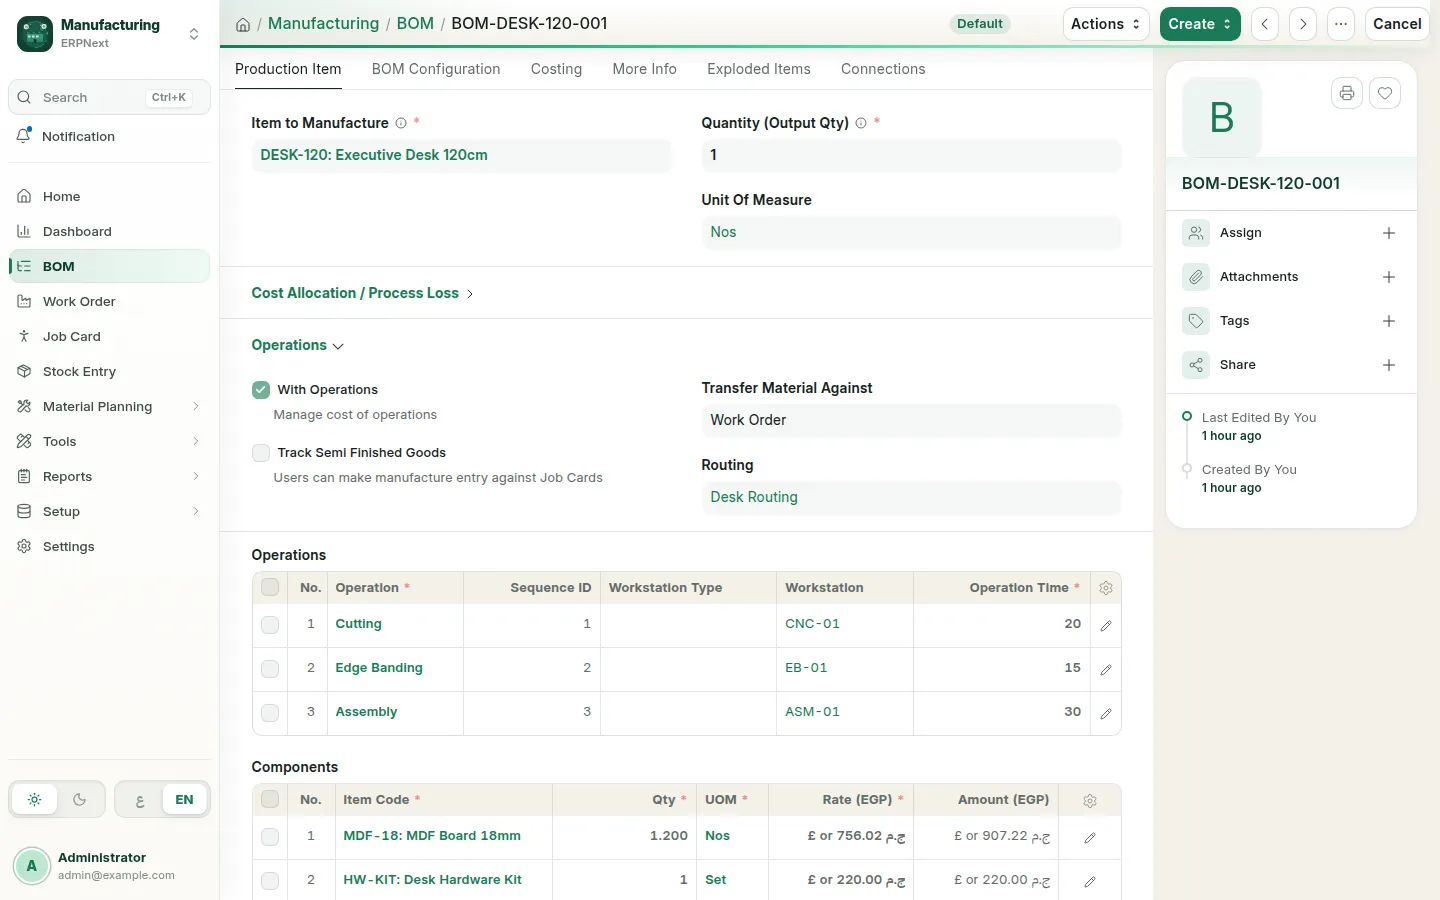 Manufacturing
ERPNext
Search
Ctrl+K
Notification
Home
Dashboard
BOM
Work Order
Job Card
Stock Entry
Material Planning
Tools
Reports
Setup
Settings
ع
EN
A
Administrator
admin@example.com
/ Manufacturing / BOM / BOM-DESK-120-001
Default
Actions
Create
Cancel
Production Item
BOM Configuration
Costing
More Info
Exploded Items
Connections
Item to Manufacture *
DESK-120: Executive Desk 120cm
Quantity (Output Qty) *
1
Unit Of Measure
Nos
Cost Allocation / Process Loss
Operations
With Operations
Manage cost of operations
Track Semi Finished Goods
Users can make manufacture entry against Job Cards
Transfer Material Against
Work Order
Routing
Desk Routing
Operations
No. Operation * Sequence ID Workstation Type Workstation Operation Time *
1 Cutting 1 CNC-01 20
2 Edge Banding 2 EB-01 15
3 Assembly 3 ASM-01 30
Components
No. Item Code * Qty * UOM * Rate (EGP) * Amount (EGP)
1 MDF-18: MDF Board 18mm 1.200 Nos £ or 756.02 ج.م £ or 907.22 ج.م
2 HW-KIT: Desk Hardware Kit 1 Set £ or 220.00 ج.م £ or 220.00 ج.م
B
BOM-DESK-120-001
Assign
Attachments
Tags
Share
Last Edited By You
1 hour ago
Created By You
1 hour ago